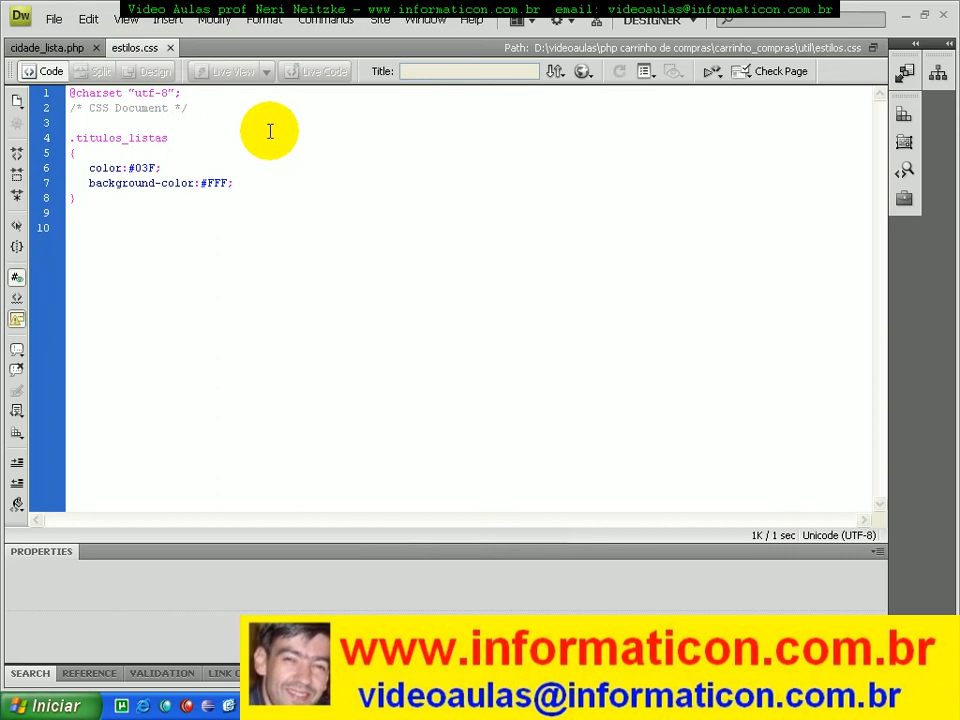 Video Aulas prof Neri Neitzke - www.informaticon.com.br email: videoaulas@informaticon.com.br
Dw File Edit View Insert Modify Format Commands Site Window Help DESIGNER
cidade_lista.php estilos.css Path: D:\videoaulas\php carrinho de compras\carrinho_compras\util\estilos.css
Code Split Design Live View Live Code Title: Check Page
1 @charset "utf-8";
2 /* CSS Document */
3
4 .titulos_listas
5 {
6 color:#03F;
7 background-color:#FFF;
8 }
9
10
1K / 1 sec Unicode (UTF-8)
PROPERTIES
SEARCH REFERENCE VALIDATION LINK
Iniciar
www.informaticon.com.br
videoaulas@informaticon.com.br